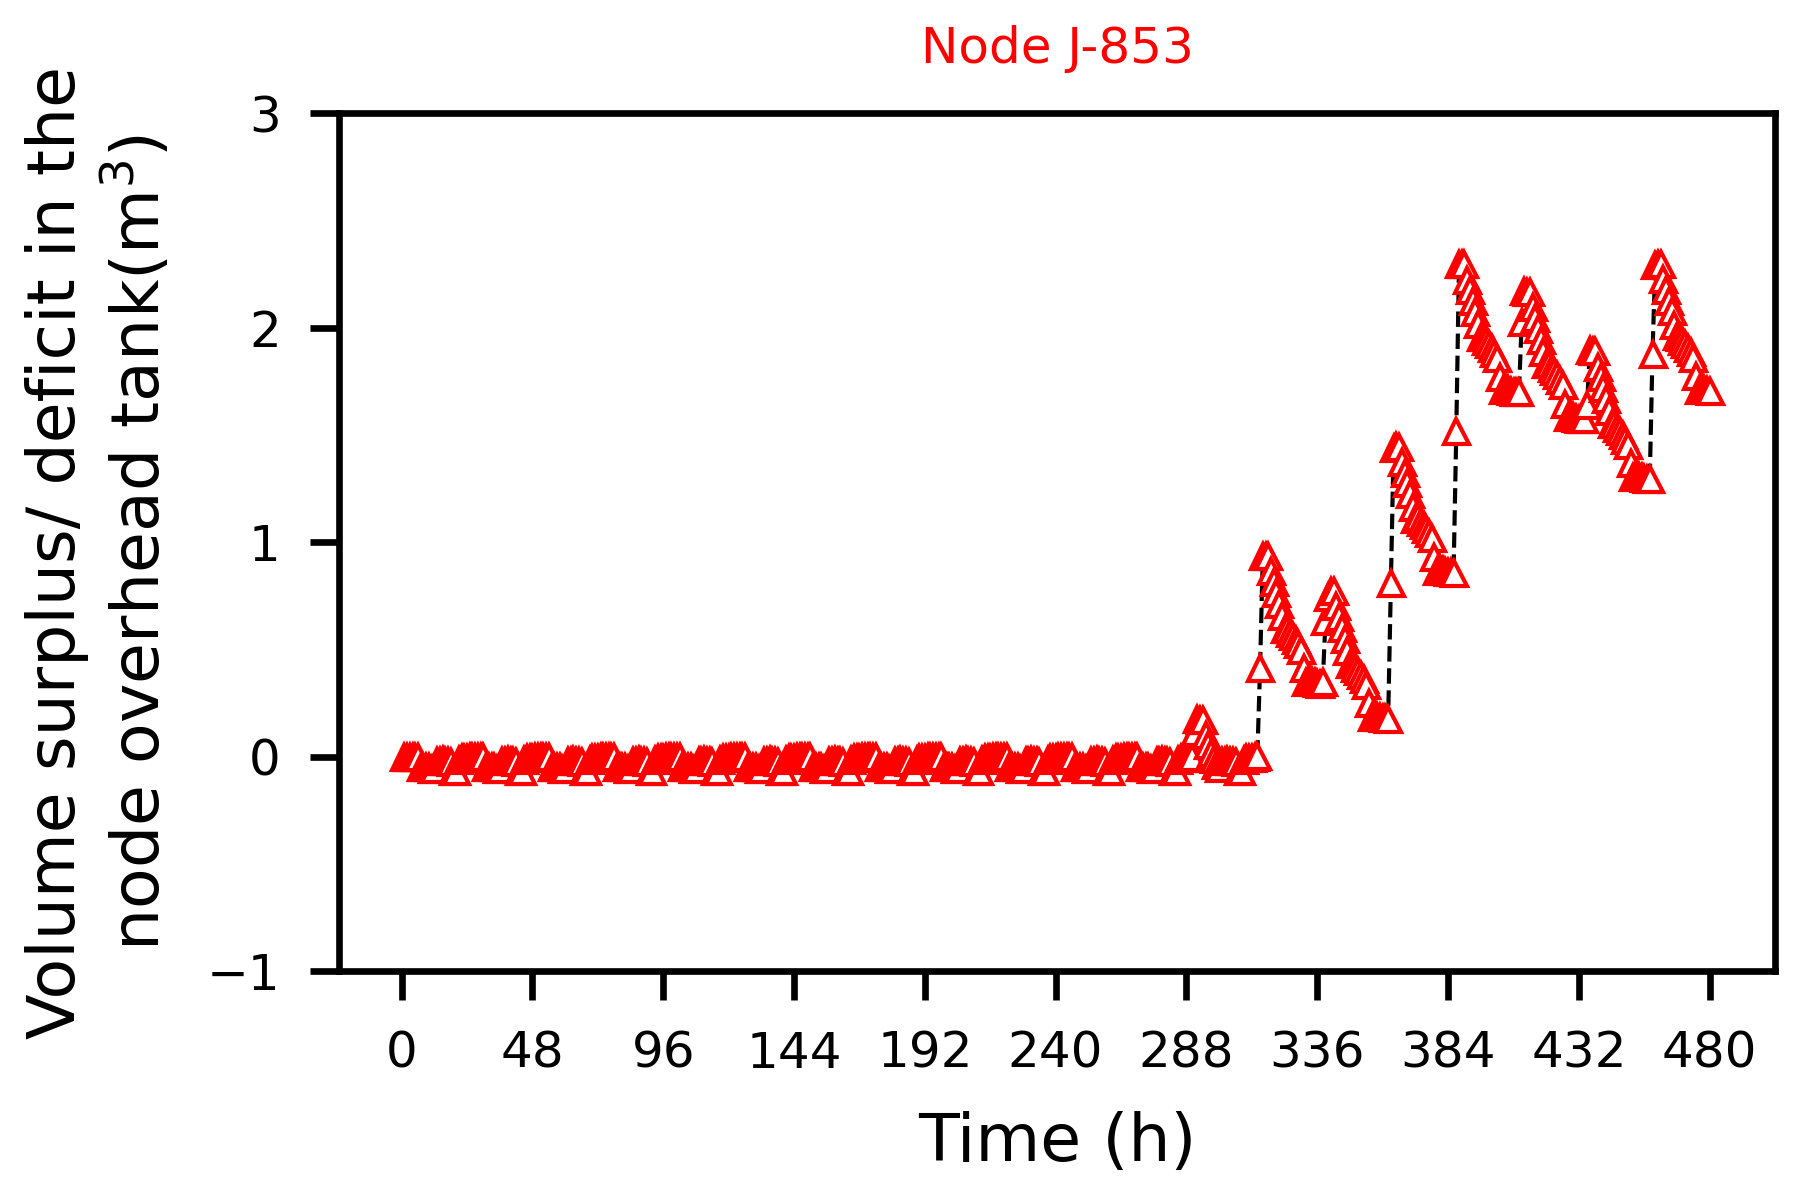 Node J-853
Volume surplus/ deficit in the
node overhead tank(m³)
3
2
1
0
−1
0 48 96 144 192 240 288 336 384 432 480
Time (h)